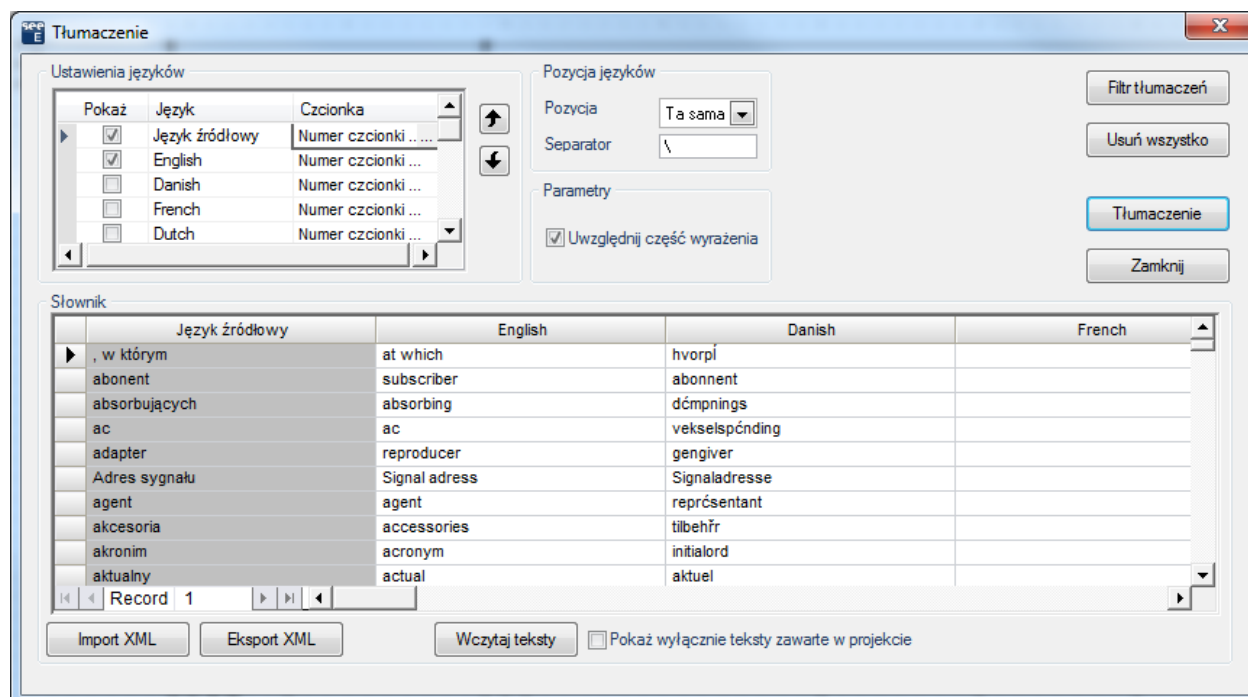 see
E
Tłumaczenie
Ustawienia języków
Pokaż Język Czcionka
Język źródłowy Numer czcionki .. ...
English Numer czcionki ...
Danish Numer czcionki ...
French Numer czcionki ...
Dutch Numer czcionki ...
Pozycja języków
Pozycja Ta sama
Separator \
Parametry
Uwzględnij część wyrażenia
Filtr tłumaczeń
Usuń wszystko
Tłumaczenie
Zamknij
Słownik
Język źródłowy English Danish French
, w którym at which hvorpĺ
abonent subscriber abonnent
absorbujących absorbing dćmpnings
ac ac vekselspćnding
adapter reproducer gengiver
Adres sygnału Signal adress Signaladresse
agent agent reprćsentant
akcesoria accessories tilbehřr
akronim acronym initialord
aktualny actual aktuel
Record 1
Import XML Eksport XML Wczytaj teksty Pokaż wyłącznie teksty zawarte w projekcie